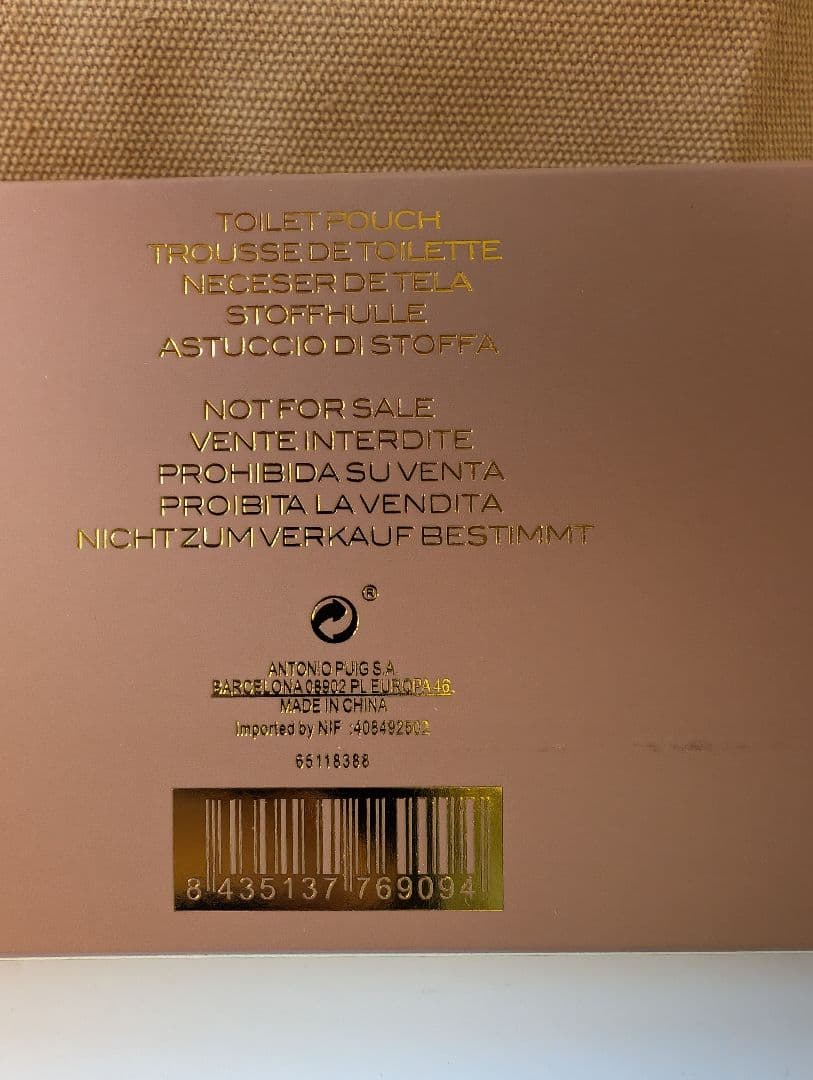 TOILET POUCH
TROUSSE DE TOILETTE
NECESER DE TELA
STOFFHULLE
ASTUCCIO DI STOFFA
NOT FOR SALE
VENTE INTERDITE
PROHIBIDA SU VENTA
PROIBITA LA VENDITA
NICHT ZUM VERKAUF BESTIMMT
®
ANTONIO PUIG S.A
BARCELONA 08902 PL EUROPA 46.
MADE IN CHINA
Imported by NIF :408492502
65118388
8 435137 769094